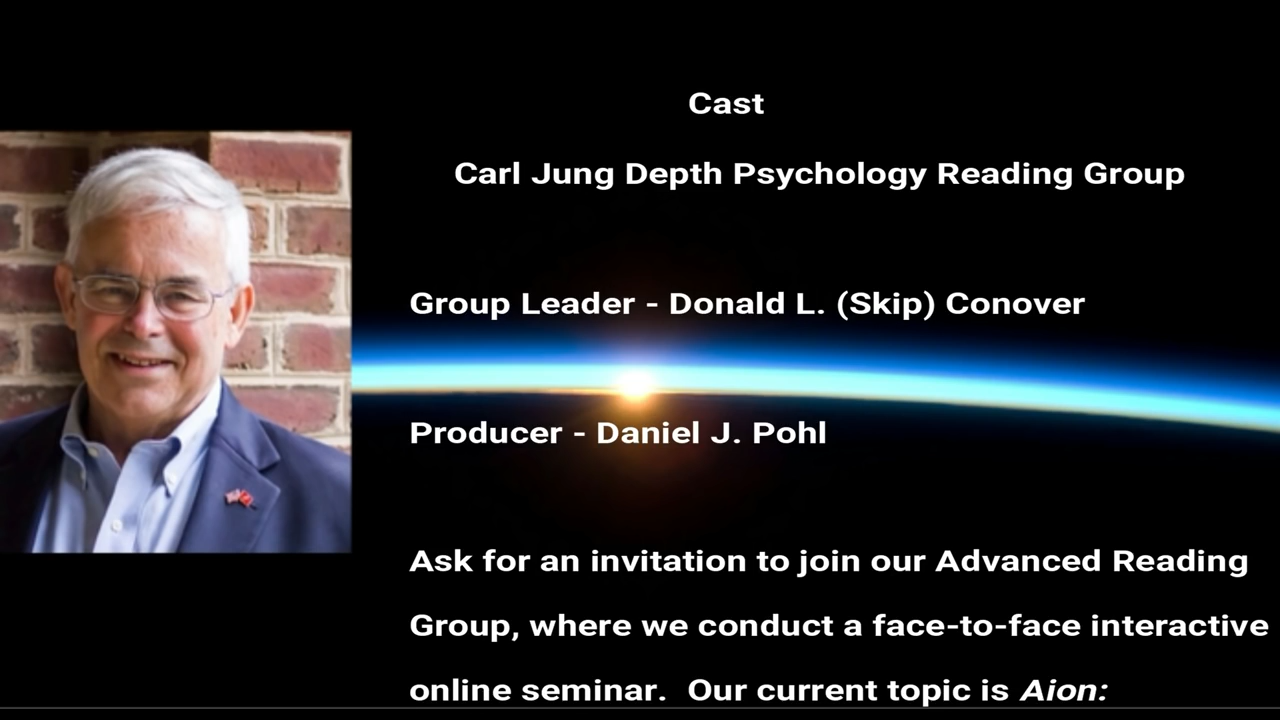 Cast
Carl Jung Depth Psychology Reading Group
Group Leader - Donald L. (Skip) Conover
Producer - Daniel J. Pohl
Ask for an invitation to join our Advanced Reading
Group, where we conduct a face-to-face interactive
online seminar.  Our current topic is Aion: